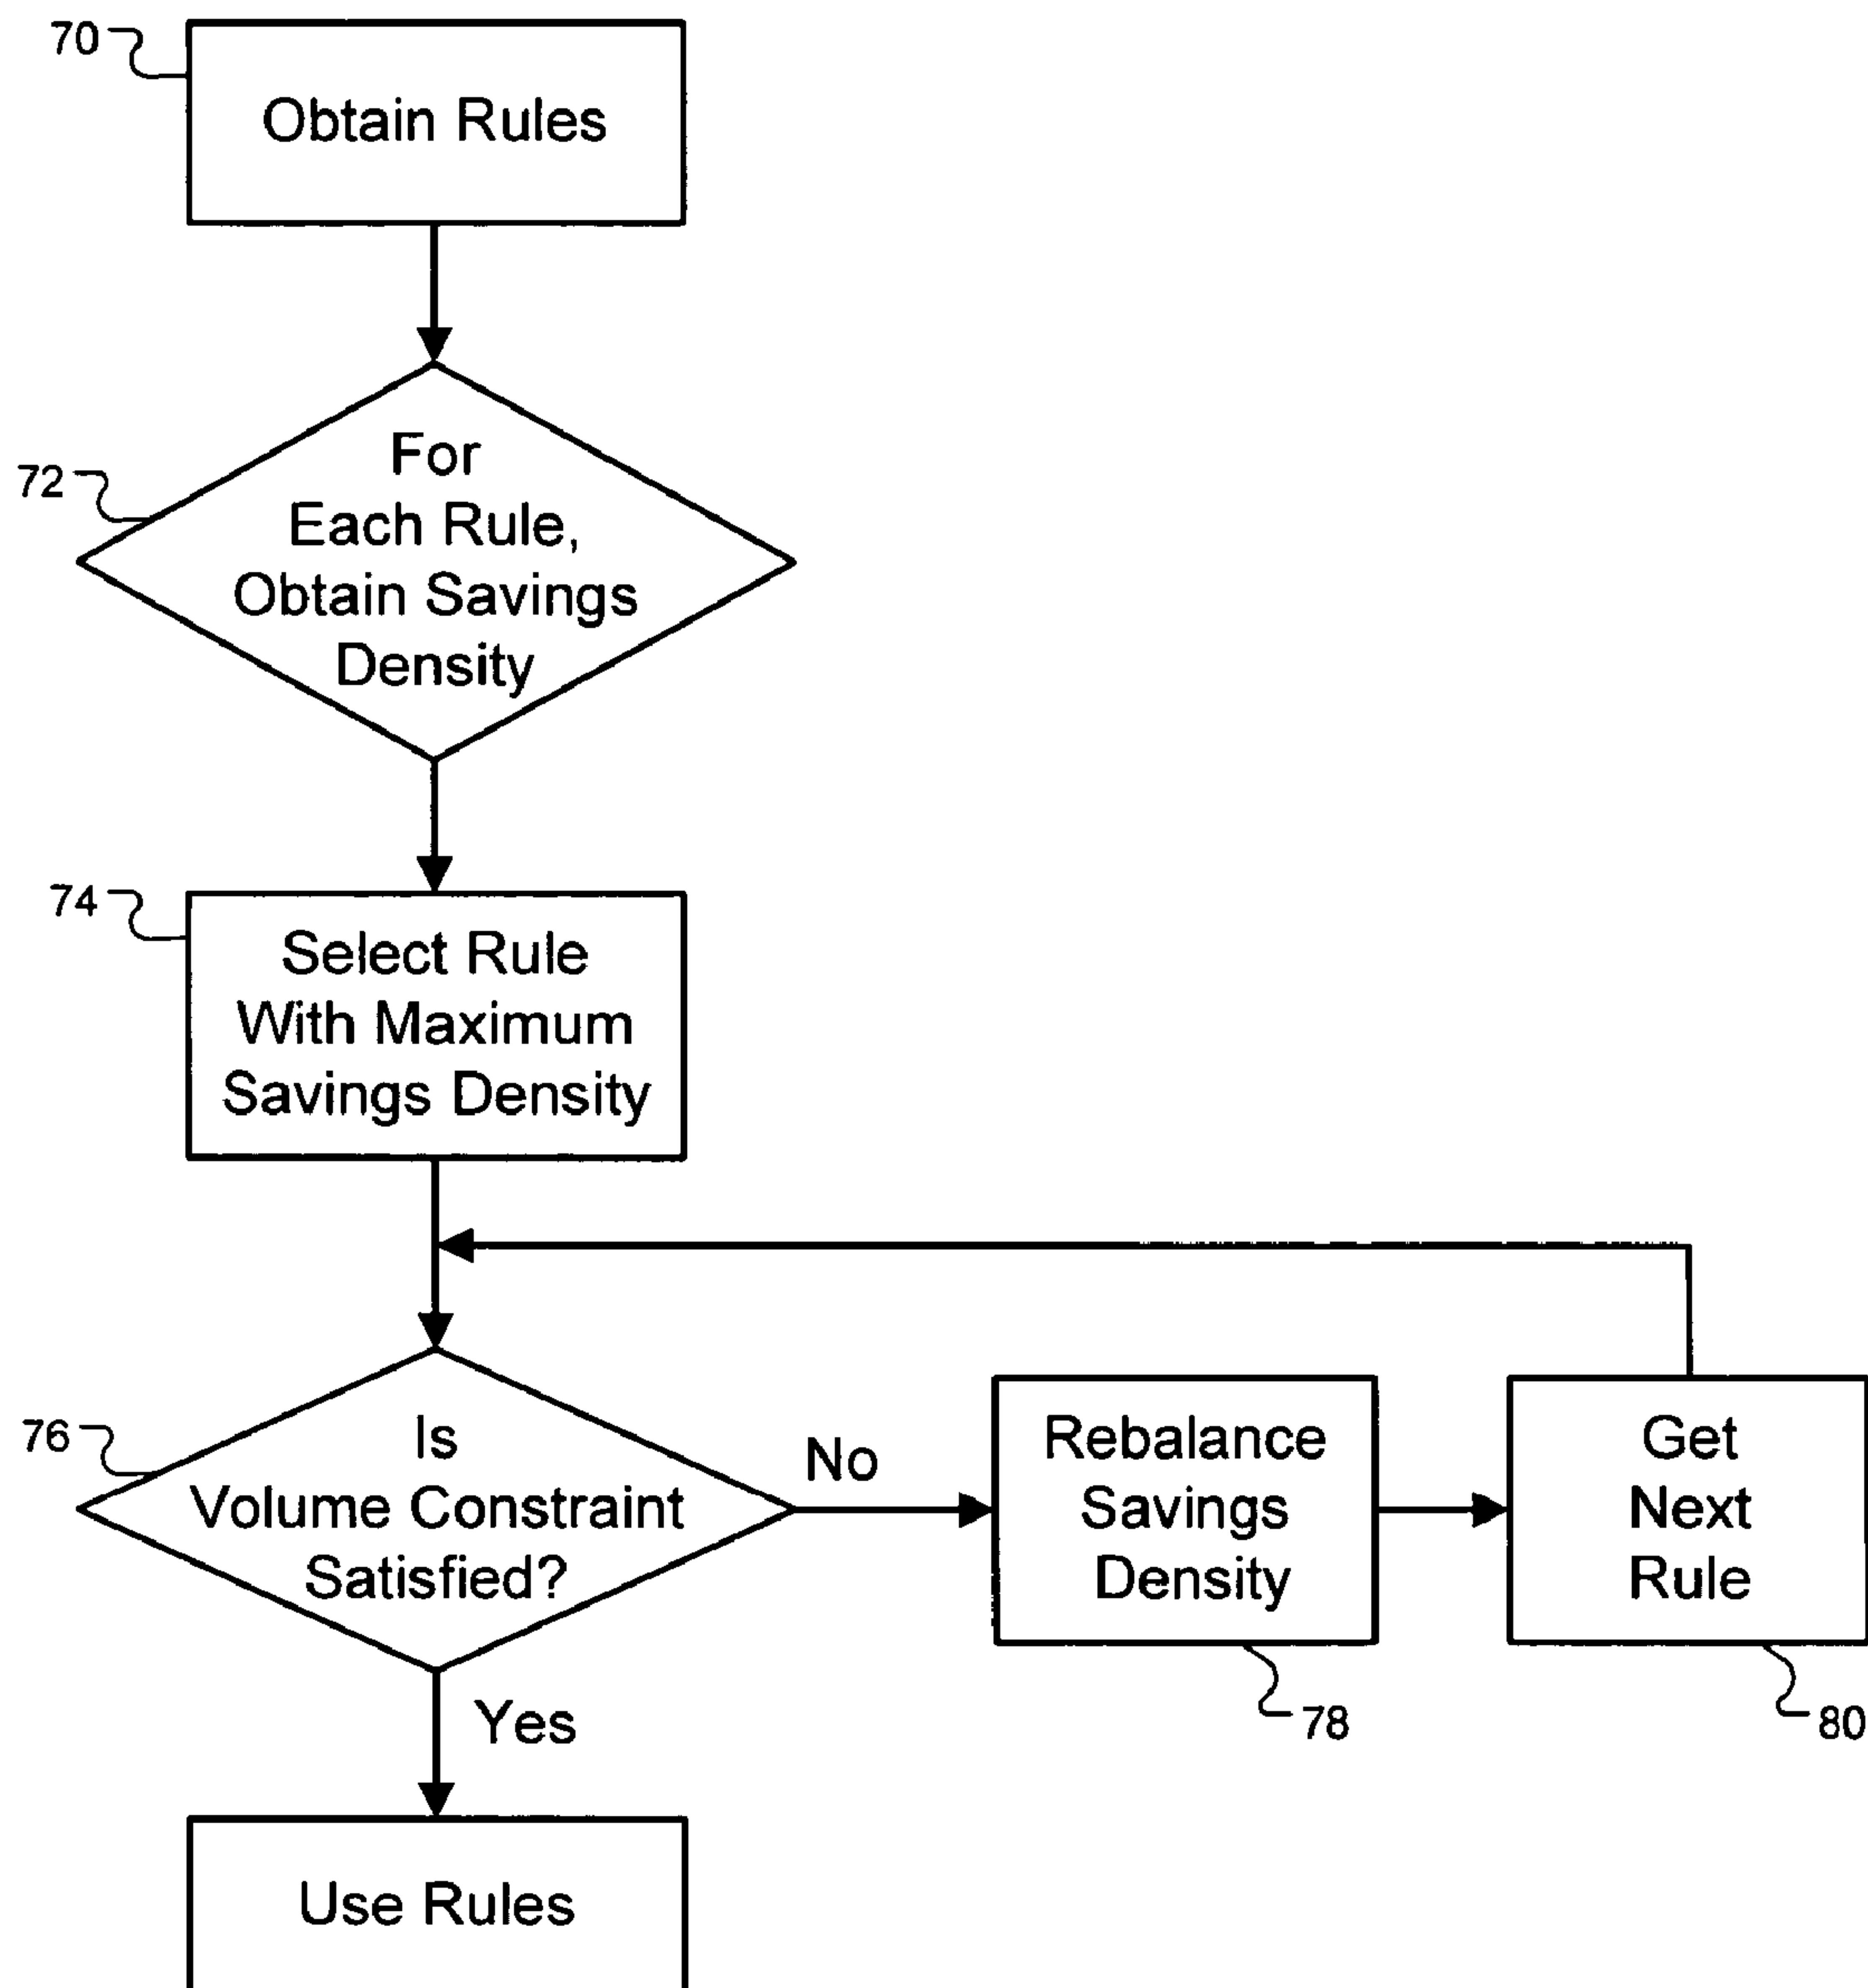 70
Obtain Rules
72
For
Each Rule,
Obtain Savings
Density
74
Select Rule
With Maximum
Savings Density
76
Is
Volume Constraint
Satisfied?
No
Rebalance
Savings
Density
78
Get
Next
Rule
80
Yes
Use Rules